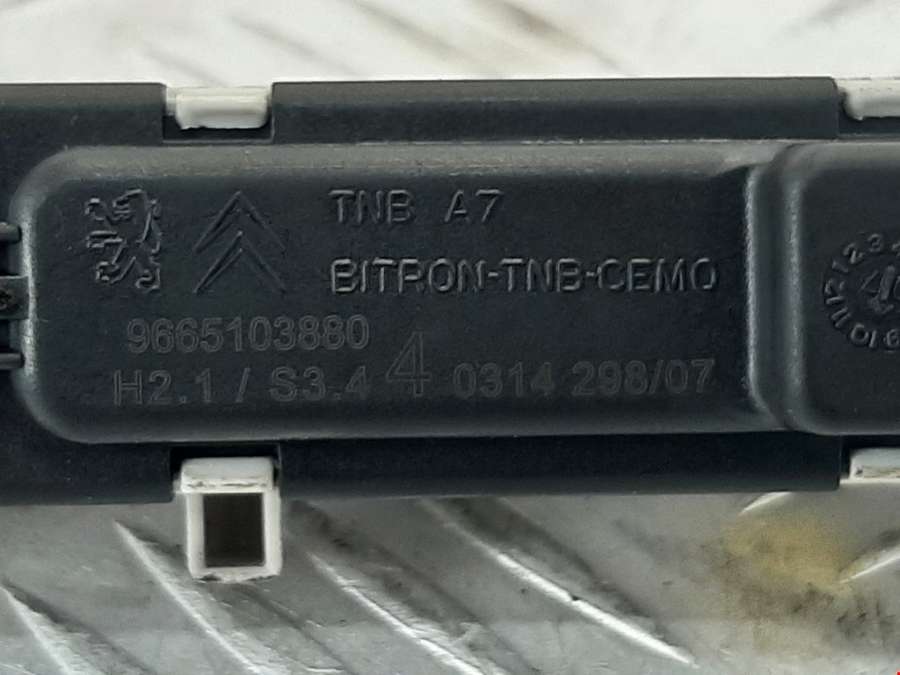 TNB A7
BITRON-TNB-CEMO
9665103880
H2.1 / S3.4 4 0314 298/07